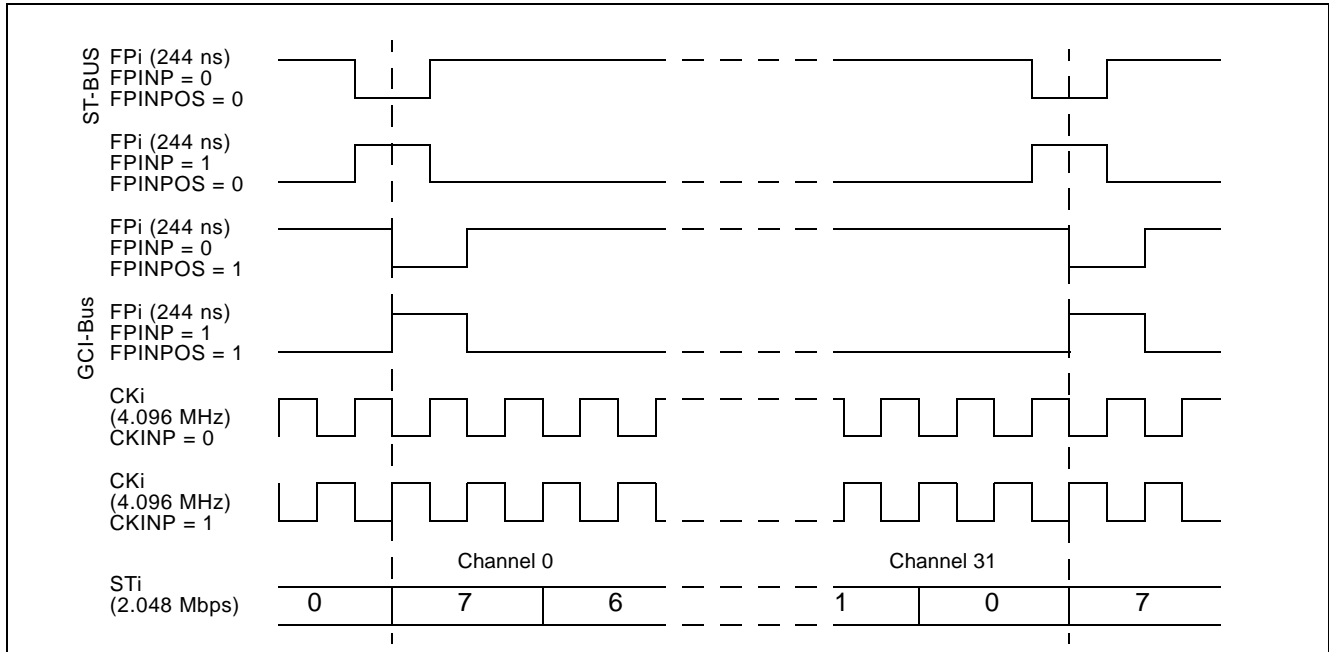 ST-BUS
FPi (244 ns)
FPINP = 0
FPINPOS = 0
FPi (244 ns)
FPINP = 1
FPINPOS = 0
FPi (244 ns)
FPINP = 0
FPINPOS = 1
GCI-Bus
FPi (244 ns)
FPINP = 1
FPINPOS = 1
CKi
(4.096 MHz)
CKINP = 0
CKi
(4.096 MHz)
CKINP = 1
Channel 0 Channel 31
STi
(2.048 Mbps)
0 7 6 1 0 7